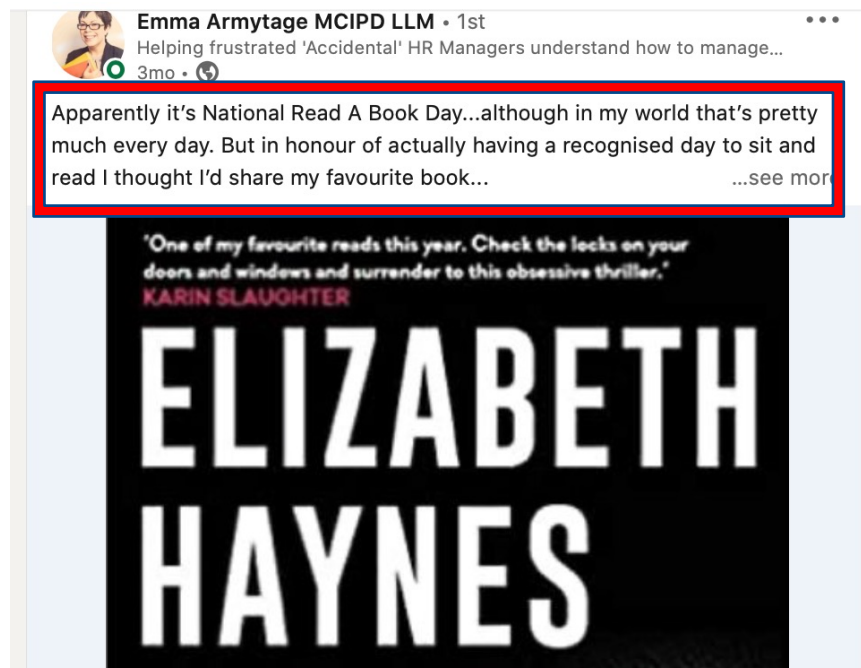 Emma Armytage MCIPD LLM • 1st
Helping frustrated 'Accidental' HR Managers understand how to manage...
3mo •
Apparently it's National Read A Book Day...although in my world that's pretty
much every day. But in honour of actually having a recognised day to sit and
read I thought I'd share my favourite book...
...see more
'One of my favourite reads this year. Check the locks on your
doors and windows and surrender to this obsessive thriller.'
KARIN SLAUGHTER
ELIZABETH
HAYNES